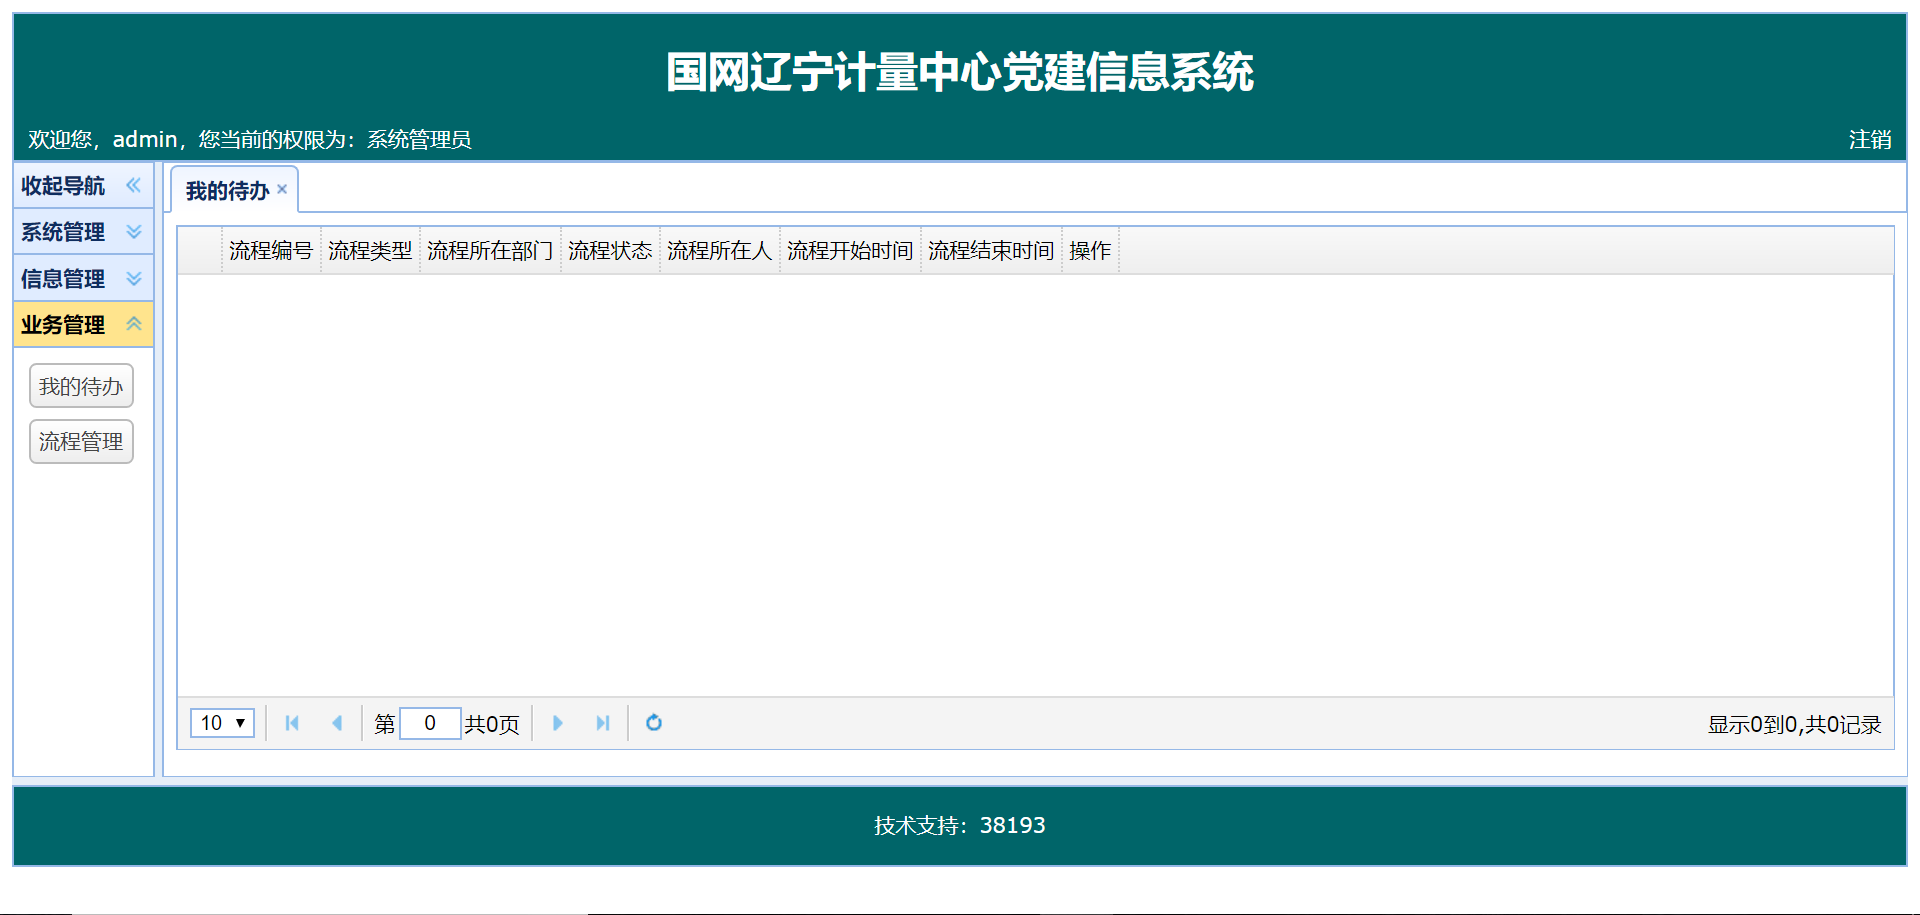 国网辽宁计量中心党建信息系统
欢迎您，admin，您当前的权限为：系统管理员
注销
收起导航
系统管理
信息管理
业务管理
我的待办
流程管理
我的待办 ×
流程编号 流程类型 流程所在部门 流程状态 流程所在人 流程开始时间 流程结束时间 操作
10 第 0 共0页 显示0到0,共0记录
技术支持：38193